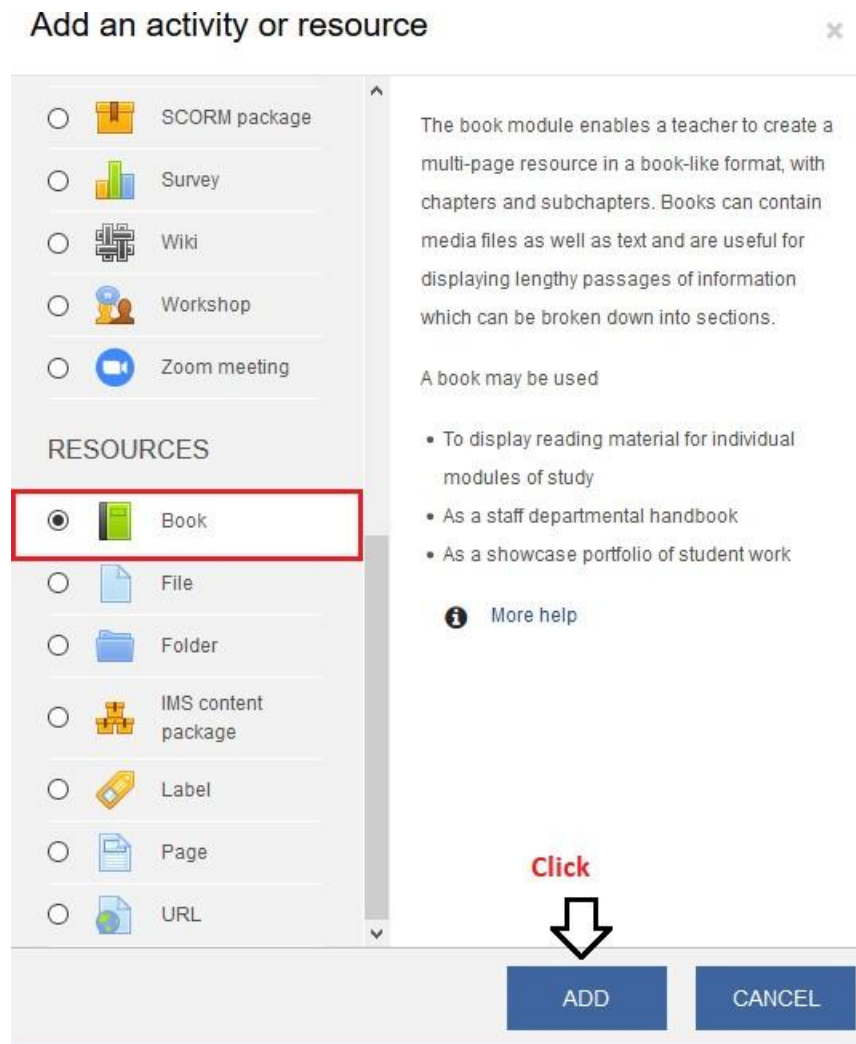 Add an activity or resource
×
SCORM package
Survey
Wiki
Workshop
Zoom meeting
RESOURCES
Book
File
Folder
IMS content
package
Label
Page
URL
The book module enables a teacher to create a
multi-page resource in a book-like format, with
chapters and subchapters. Books can contain
media files as well as text and are useful for
displaying lengthy passages of information
which can be broken down into sections.
A book may be used
• To display reading material for individual
modules of study
• As a staff departmental handbook
• As a showcase portfolio of student work
More help
Click
ADD
CANCEL